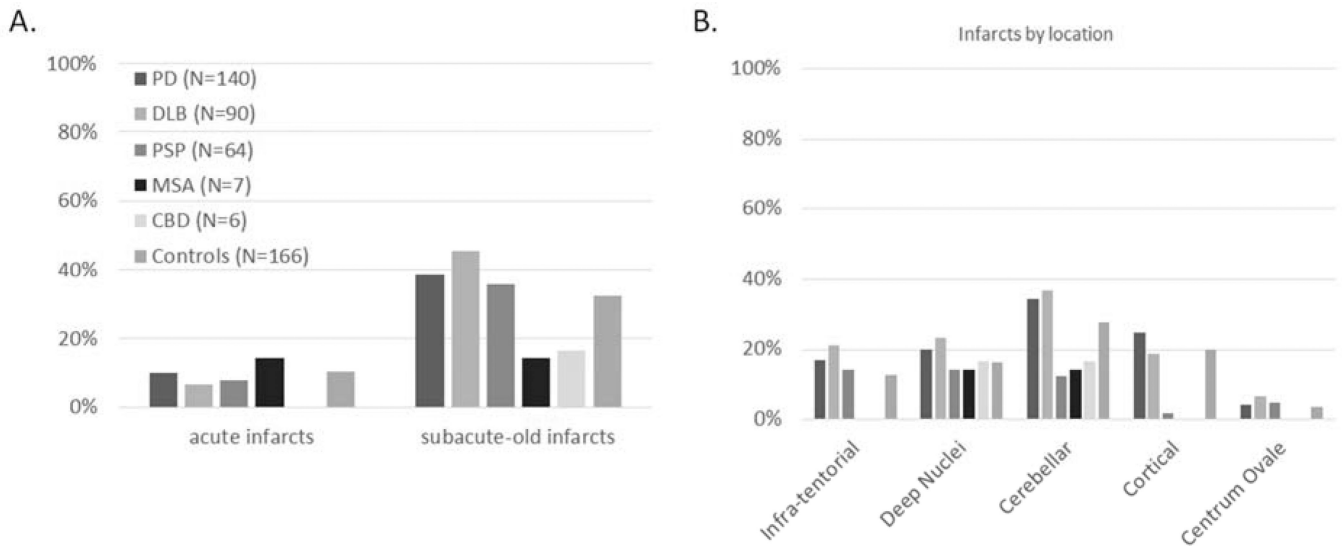 A.
100%
80%
60%
40%
20%
0%
PD (N=140)
DLB (N=90)
PSP (N=64)
MSA (N=7)
CBD (N=6)
Controls (N=166)
acute infarcts
subacute-old infarcts
B.
Infarcts by location
100%
80%
60%
40%
20%
0%
Infra-tentorial
Deep Nuclei
Cerebellar
Cortical
Centrum Ovale